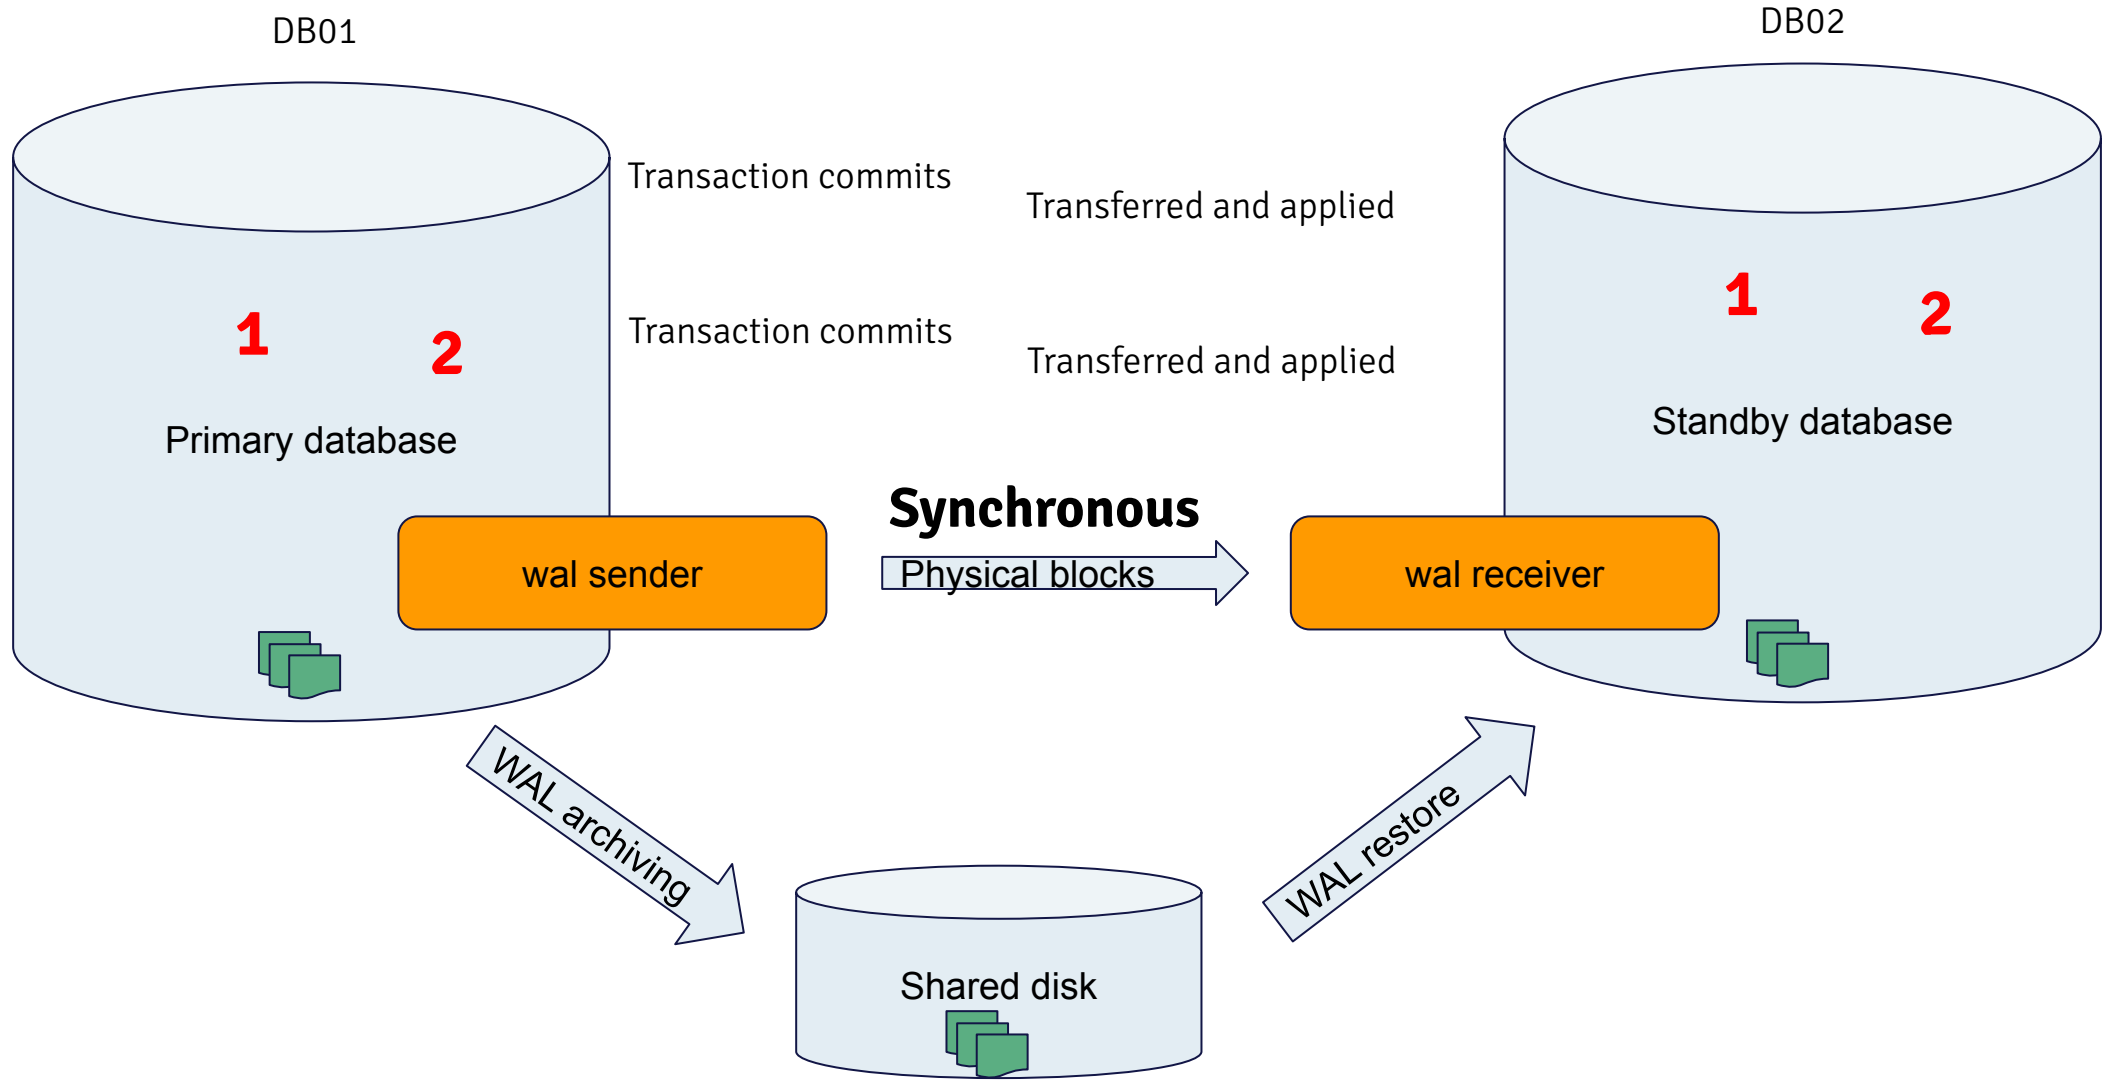 DB01
DB02
Transaction commits
Transferred and applied
1
2
1
2
Transaction commits
Transferred and applied
Primary database
Standby database
Synchronous
wal sender
Physical blocks
wal receiver
WAL archiving
WAL restore
Shared disk